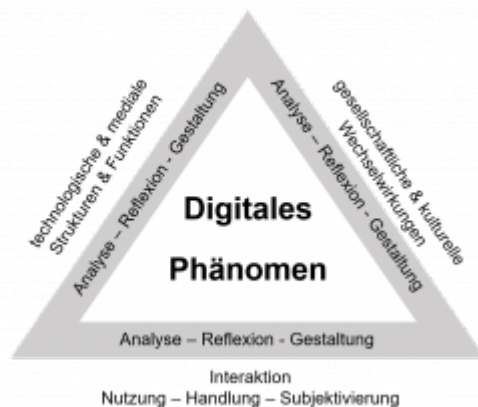 technologische & mediale
Strukturen & Funktionen
Analyse – Reflexion - Gestaltung
gesellschaftliche & kulturelle
Wechselwirkungen
Analyse – Reflexion - Gestaltung
Digitales
Phänomen
Analyse – Reflexion - Gestaltung
Interaktion
Nutzung – Handlung – Subjektivierung